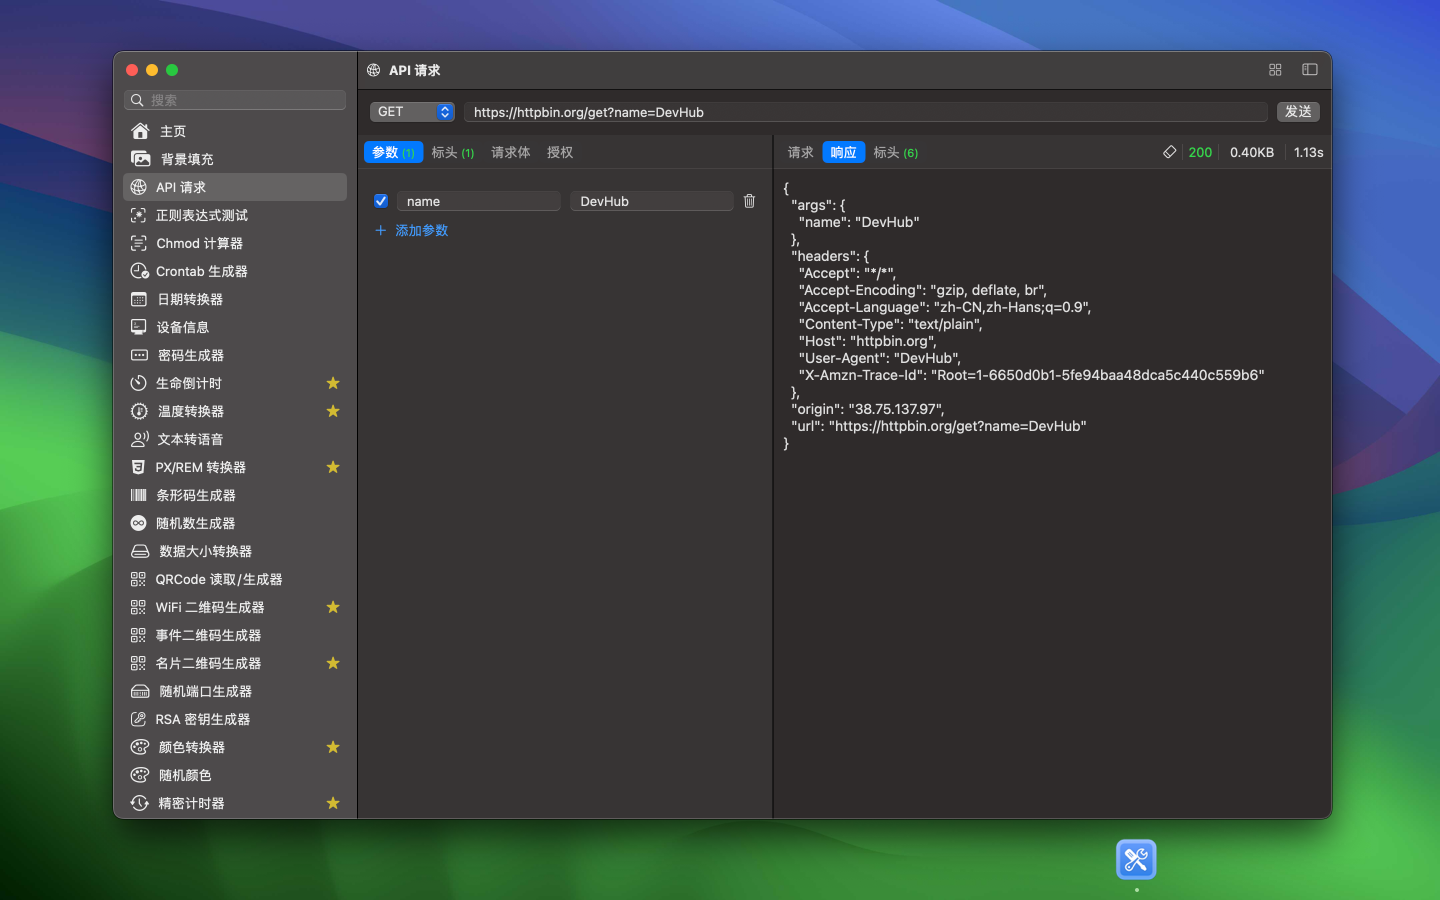 搜索
主页
背景填充
API 请求
正则表达式测试
Chmod 计算器
Crontab 生成器
日期转换器
设备信息
密码生成器
生命倒计时
温度转换器
文本转语音
PX/REM 转换器
条形码生成器
随机数生成器
数据大小转换器
QRCode 读取/生成器
WiFi 二维码生成器
事件二维码生成器
名片二维码生成器
随机端口生成器
RSA 密钥生成器
颜色转换器
随机颜色
精密计时器
API 请求
GET https://httpbin.org/get?name=DevHub 发送
参数 (1) 标头 (1) 请求体 授权
name DevHub
添加参数
请求 响应 标头 (6) 200 0.40KB 1.13s
{
"args": {
"name": "DevHub"
},
"headers": {
"Accept": "*/*",
"Accept-Encoding": "gzip, deflate, br",
"Accept-Language": "zh-CN,zh-Hans;q=0.9",
"Content-Type": "text/plain",
"Host": "httpbin.org",
"User-Agent": "DevHub",
"X-Amzn-Trace-Id": "Root=1-6650d0b1-5fe94baa48dca5c440c559b6"
},
"origin": "38.75.137.97",
"url": "https://httpbin.org/get?name=DevHub"
}